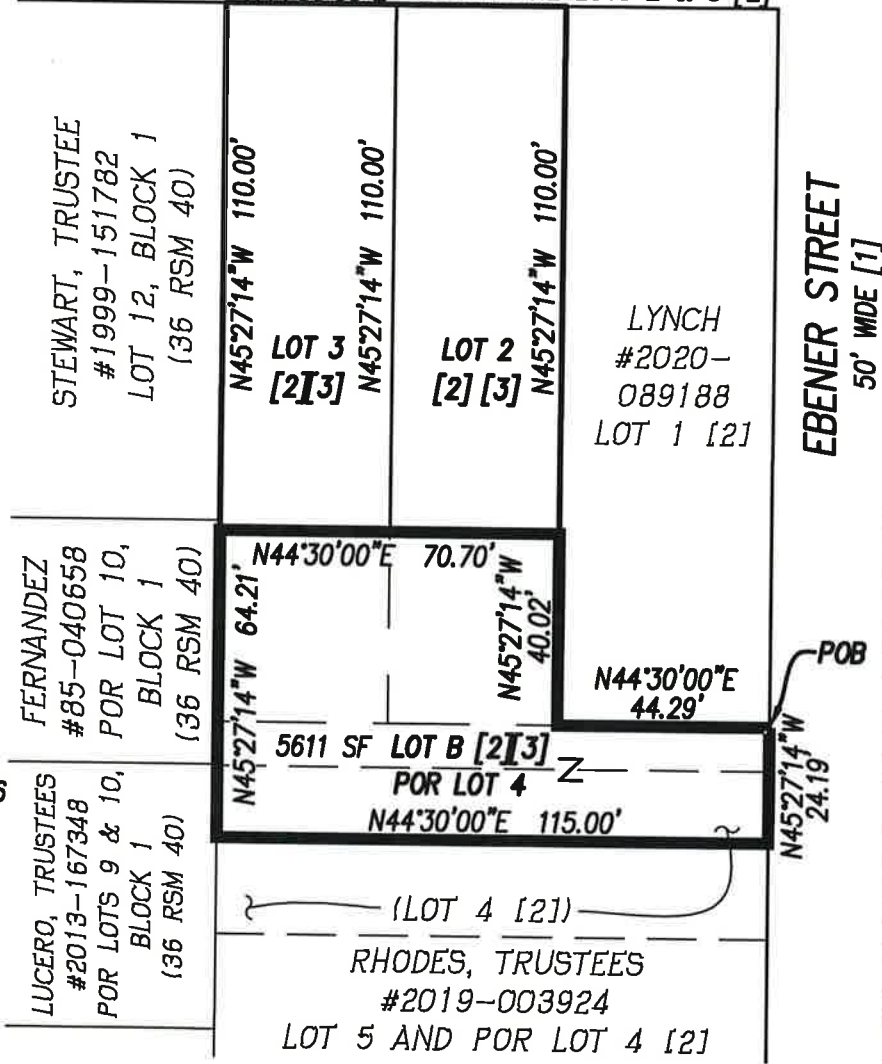 STEWART, TRUSTEE
#1999-151782
LOT 12, BLOCK 1
(36 RSM 40)
N45°27'14"W 110.00'
LOT 3
[2][3]
N45°27'14"W 110.00'
LOT 2
[2] [3]
N45°27'14"W 110.00'
LYNCH
#2020-
089188
LOT 1 [2]
EBENER STREET
50' WIDE [1]
FERNANDEZ
#85-040658
POR LOT 10,
BLOCK 1
(36 RSM 40)
N44°30'00"E 70.70'
N45°27'14"W 64.21'
N45°27'14"W
40.02'
N44°30'00"E
44.29'
POB
5611 SF LOT B [2][3]
POR LOT 4
N44°30'00"E 115.00'
N45°27'14"W
24.19'
LUCERO, TRUSTEES
#2013-167348
POR LOTS 9 & 10,
BLOCK 1
(36 RSM 40)
(LOT 4 [2])
RHODES, TRUSTEES
#2019-003924
LOT 5 AND POR LOT 4 [2]